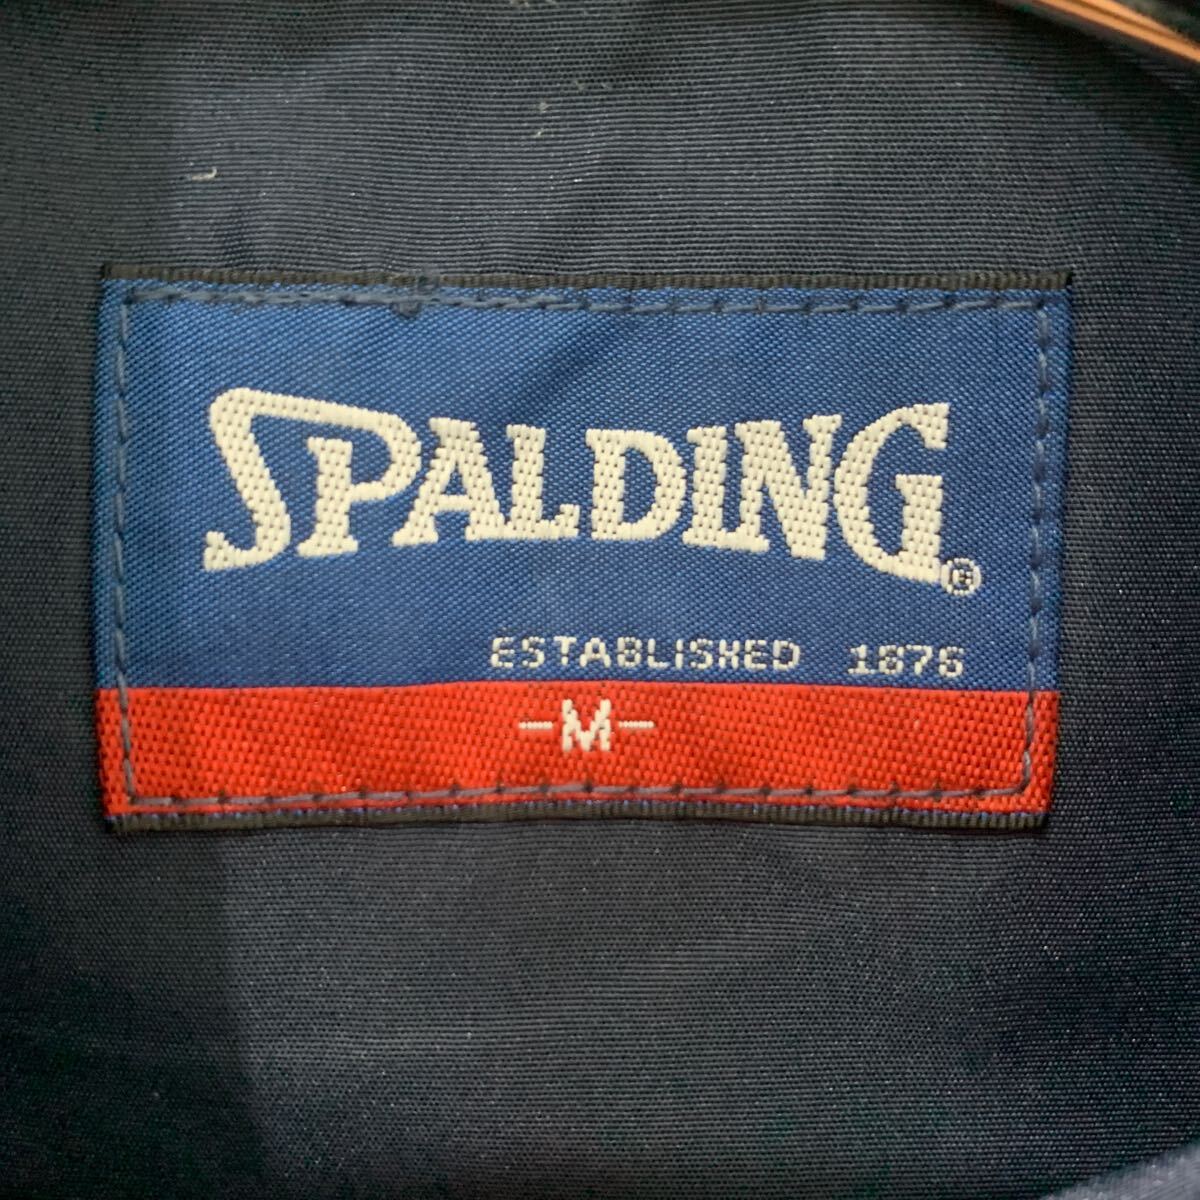 SPALDING®
ESTABLISHED 1876
-M-